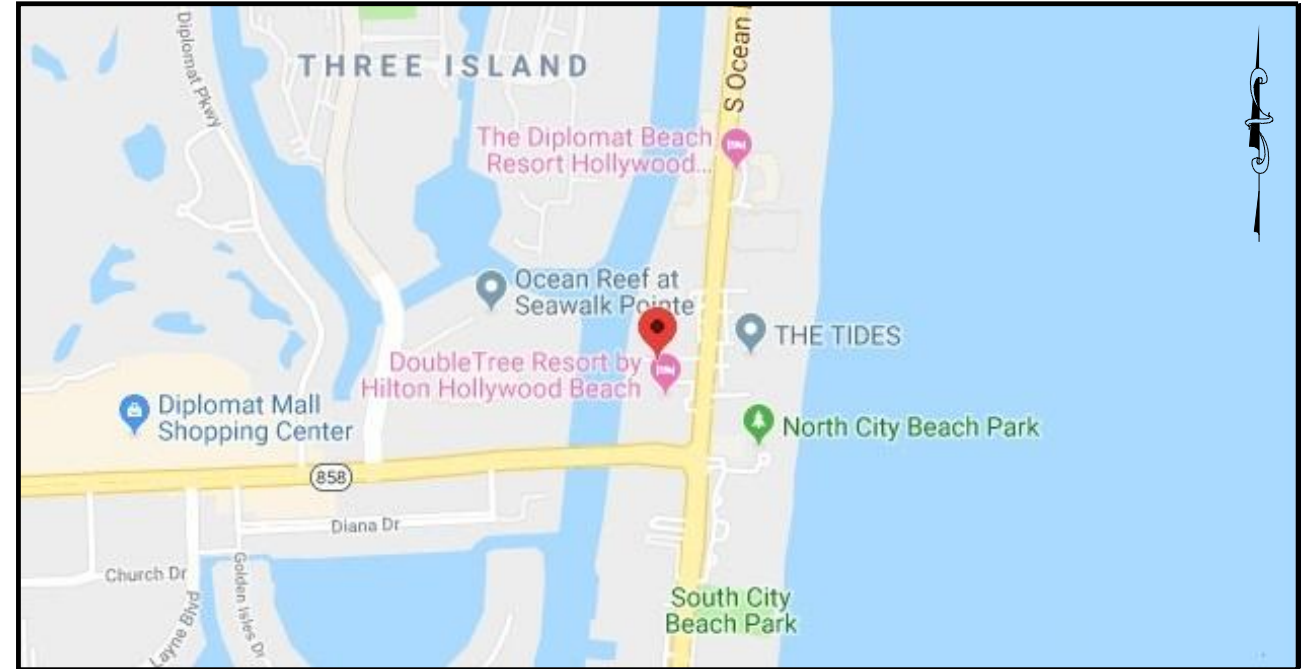 Diplomat Pkwy
THREE ISLAND
S Ocean
The Diplomat Beach
Resort Hollywood...
Ocean Reef at
Seawalk Pointe
THE TIDES
DoubleTree Resort by
Hilton Hollywood Beach
Diplomat Mall
Shopping Center
North City Beach Park
858
Diana Dr
Church Dr
Golden Isles Dr
Layne Blvd
South City
Beach Park